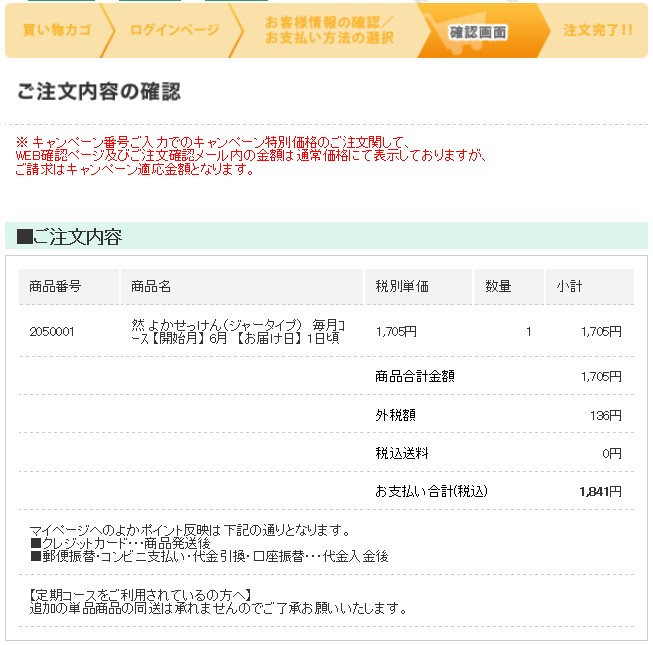 買い物カゴ
ログインページ
お客様情報の確認／
お支払い方法の選択
確認画面
注文完了!!
ご注文内容の確認
※ キャンペーン番号ご入力でのキャンペーン特別価格のご注文関して、
WEB確認ページ及びご注文確認メール内の金額は通常価格にて表示しておりますが、
ご請求はキャンペーン適応金額となります。
■ご注文内容
商品番号 商品名 税別単価 数量 小計
2050001 然 よかせっけん（ジャータイプ） 毎月コ
ース【開始月】 6月 【お届け日】 1日頃 1,705円 1 1,705円
商品合計金額 1,705円
外税額 136円
税込送料 0円
お支払い合計(税込) 1,841円
マイページへのよかポイント反映は下記の通りとなります。
■クレジットカード・・・商品発送後
■郵便振替・コンビニ支払い・代金引換・口座振替・・・代金入金後
【定期コースをご利用されているの方へ】
追加の単品商品の同送は承れませんのでご了承お願いいたします。